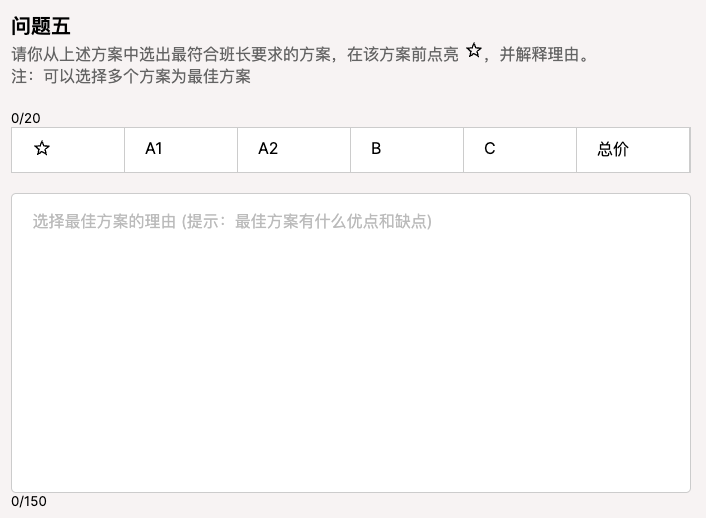 问题五
请你从上述方案中选出最符合班长要求的方案，在该方案前点亮 ☆，并解释理由。
注：可以选择多个方案为最佳方案
0/20
☆ A1 A2 B C 总价
选择最佳方案的理由 (提示：最佳方案有什么优点和缺点)
0/150